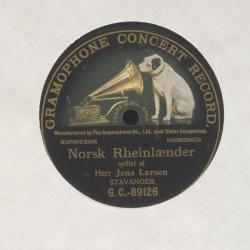 GRAMOPHONE CONCERT RECORD.
Manufactured by The Gramophone Co., Ltd., and Sister Companies.
NORWEGIAN HARMONICA
Norsk Rheinlænder
spillet af
Herr Jens Larsen
STAVANGER.
G. C.-89126